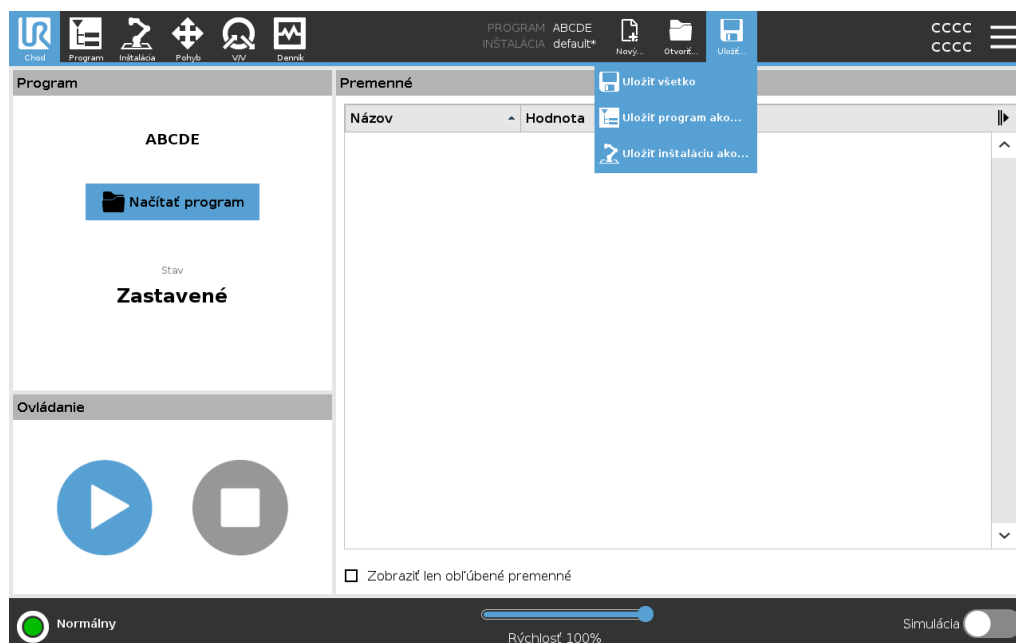 UR
Chod
Program
Inštalácia
Pohyb
V/V
Denník
PROGRAM ABCDE
INŠTALÁCIA default*
Nový...
Otvoriť...
Uložiť...
CCCC
CCCC
Uložiť všetko
Uložiť program ako...
Uložiť inštaláciu ako...
Program
ABCDE
Načítať program
Stav
Zastavené
Premenné
Názov
Hodnota
Ovládanie
Zobraziť len obľúbené premenné
Normálny
Rýchlosť 100%
Simulácia